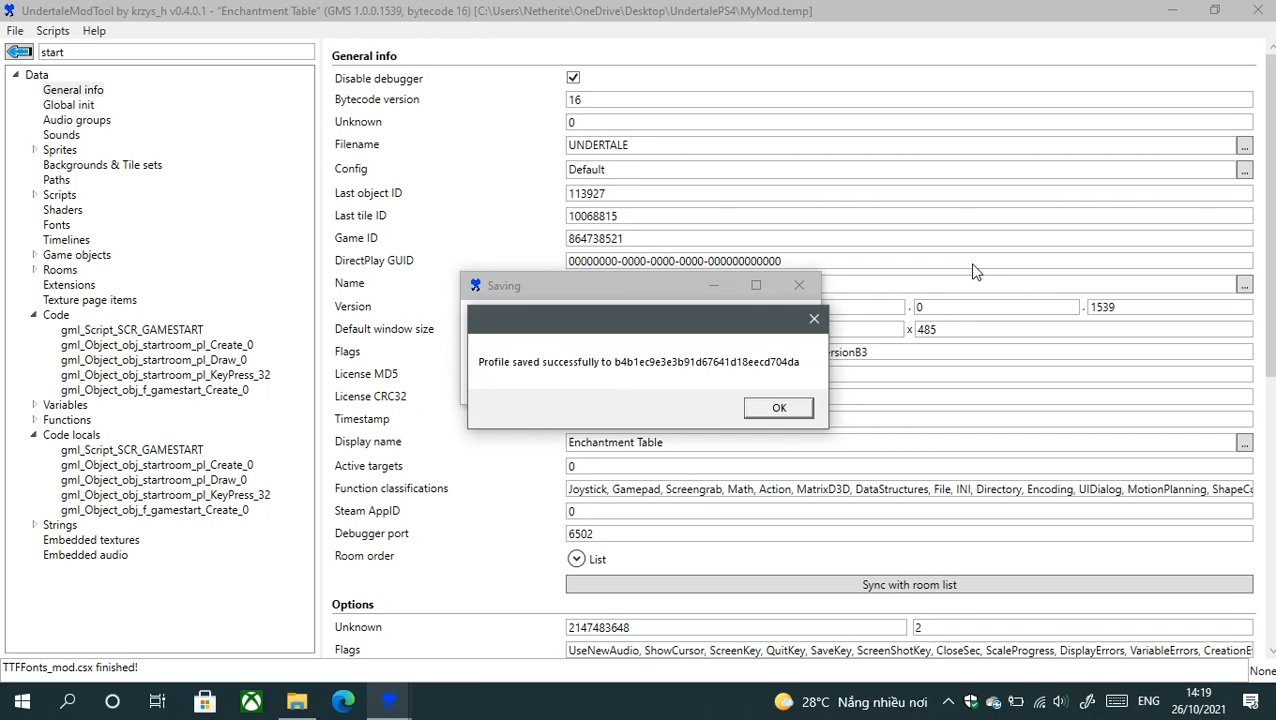 UndertaleModTool by krzys_h v0.4.0.1 - "Enchantment Table" (GMS 1.0.0.1539, bytecode 16) [C:\Users\Netherite\OneDrive\Desktop\UndertalePS4\MyMod.temp]
File Scripts Help
start
Data
General info
Global init
Audio groups
Sounds
Sprites
Backgrounds & Tile sets
Paths
Scripts
Shaders
Fonts
Timelines
Game objects
Rooms
Extensions
Texture page items
Code
gml_Script_SCR_GAMESTART
gml_Object_obj_startroom_pl_Create_0
gml_Object_obj_startroom_pl_Draw_0
gml_Object_obj_startroom_pl_KeyPress_32
gml_Object_obj_f_gamestart_Create_0
Variables
Functions
Code locals
gml_Script_SCR_GAMESTART
gml_Object_obj_startroom_pl_Create_0
gml_Object_obj_startroom_pl_Draw_0
gml_Object_obj_startroom_pl_KeyPress_32
gml_Object_obj_f_gamestart_Create_0
Strings
Embedded textures
Embedded audio
General info
Disable debugger
Bytecode version 16
Unknown 0
Filename UNDERTALE ...
Config Default ...
Last object ID 113927
Last tile ID 10068815
Game ID 864738521
DirectPlay GUID 00000000-0000-0000-0000-000000000000
Name ...
Version . 0 . 1539
Default window size x 485
Flags ersionB3
License MD5
License CRC32
Timestamp
Display name Enchantment Table ...
Active targets 0
Function classifications Joystick, Gamepad, Screengrab, Math, Action, MatrixD3D, DataStructures, File, INI, Directory, Encoding, UIDialog, MotionPlanning, ShapeCo
Steam AppID 0
Debugger port 6502
Room order List
Sync with room list
Options
Unknown 2147483648 2
Flags UseNewAudio, ShowCursor, ScreenKey, QuitKey, SaveKey, ScreenShotKey, CloseSec, ScaleProgress, DisplayErrors, VariableErrors, CreationE
Saving
Profile saved successfully to b4b1ec9e3e3b91d67641d18eecd704da
OK
TTFFonts_mod.csx finished!
None
28°C Nắng nhiều nơi ENG 14:19
26/10/2021